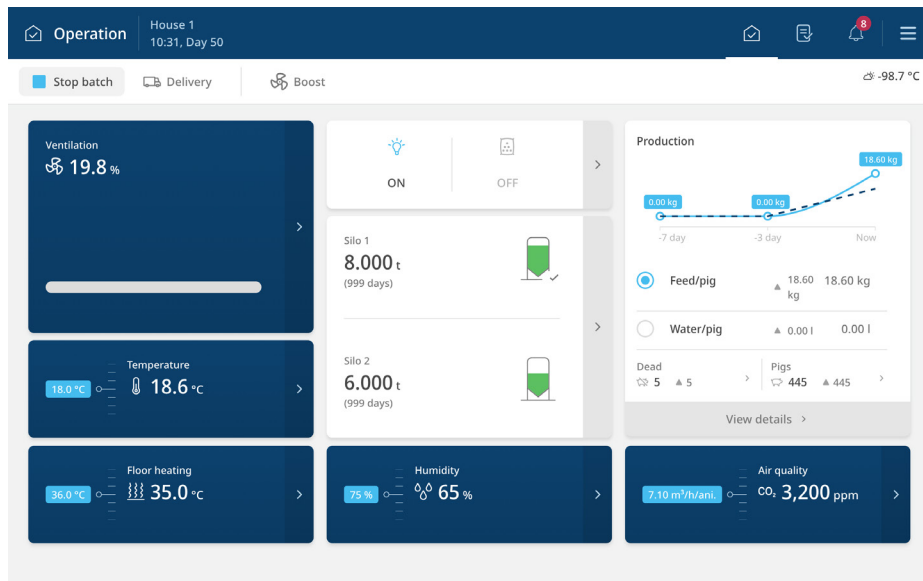 Operation
House 1
10:31, Day 50
8
Stop batch
Delivery
Boost
-98.7 °C
Ventilation
19.8 %
ON
OFF
Silo 1
8.000 t
(999 days)
Silo 2
6.000 t
(999 days)
Production
18.60 kg
0.00 kg
0.00 kg
-7 day
-3 day
Now
Feed/pig
▲ 18.60 kg
18.60 kg
Water/pig
▲ 0.00 l
0.00 l
Dead
5 ▲ 5
Pigs
445 ▲ 445
View details
Temperature
18.0 °C
18.6 °C
Floor heating
36.0 °C
35.0 °C
Humidity
75 %
65 %
Air quality
7.10 m³/h/ani.
CO₂ 3,200 ppm